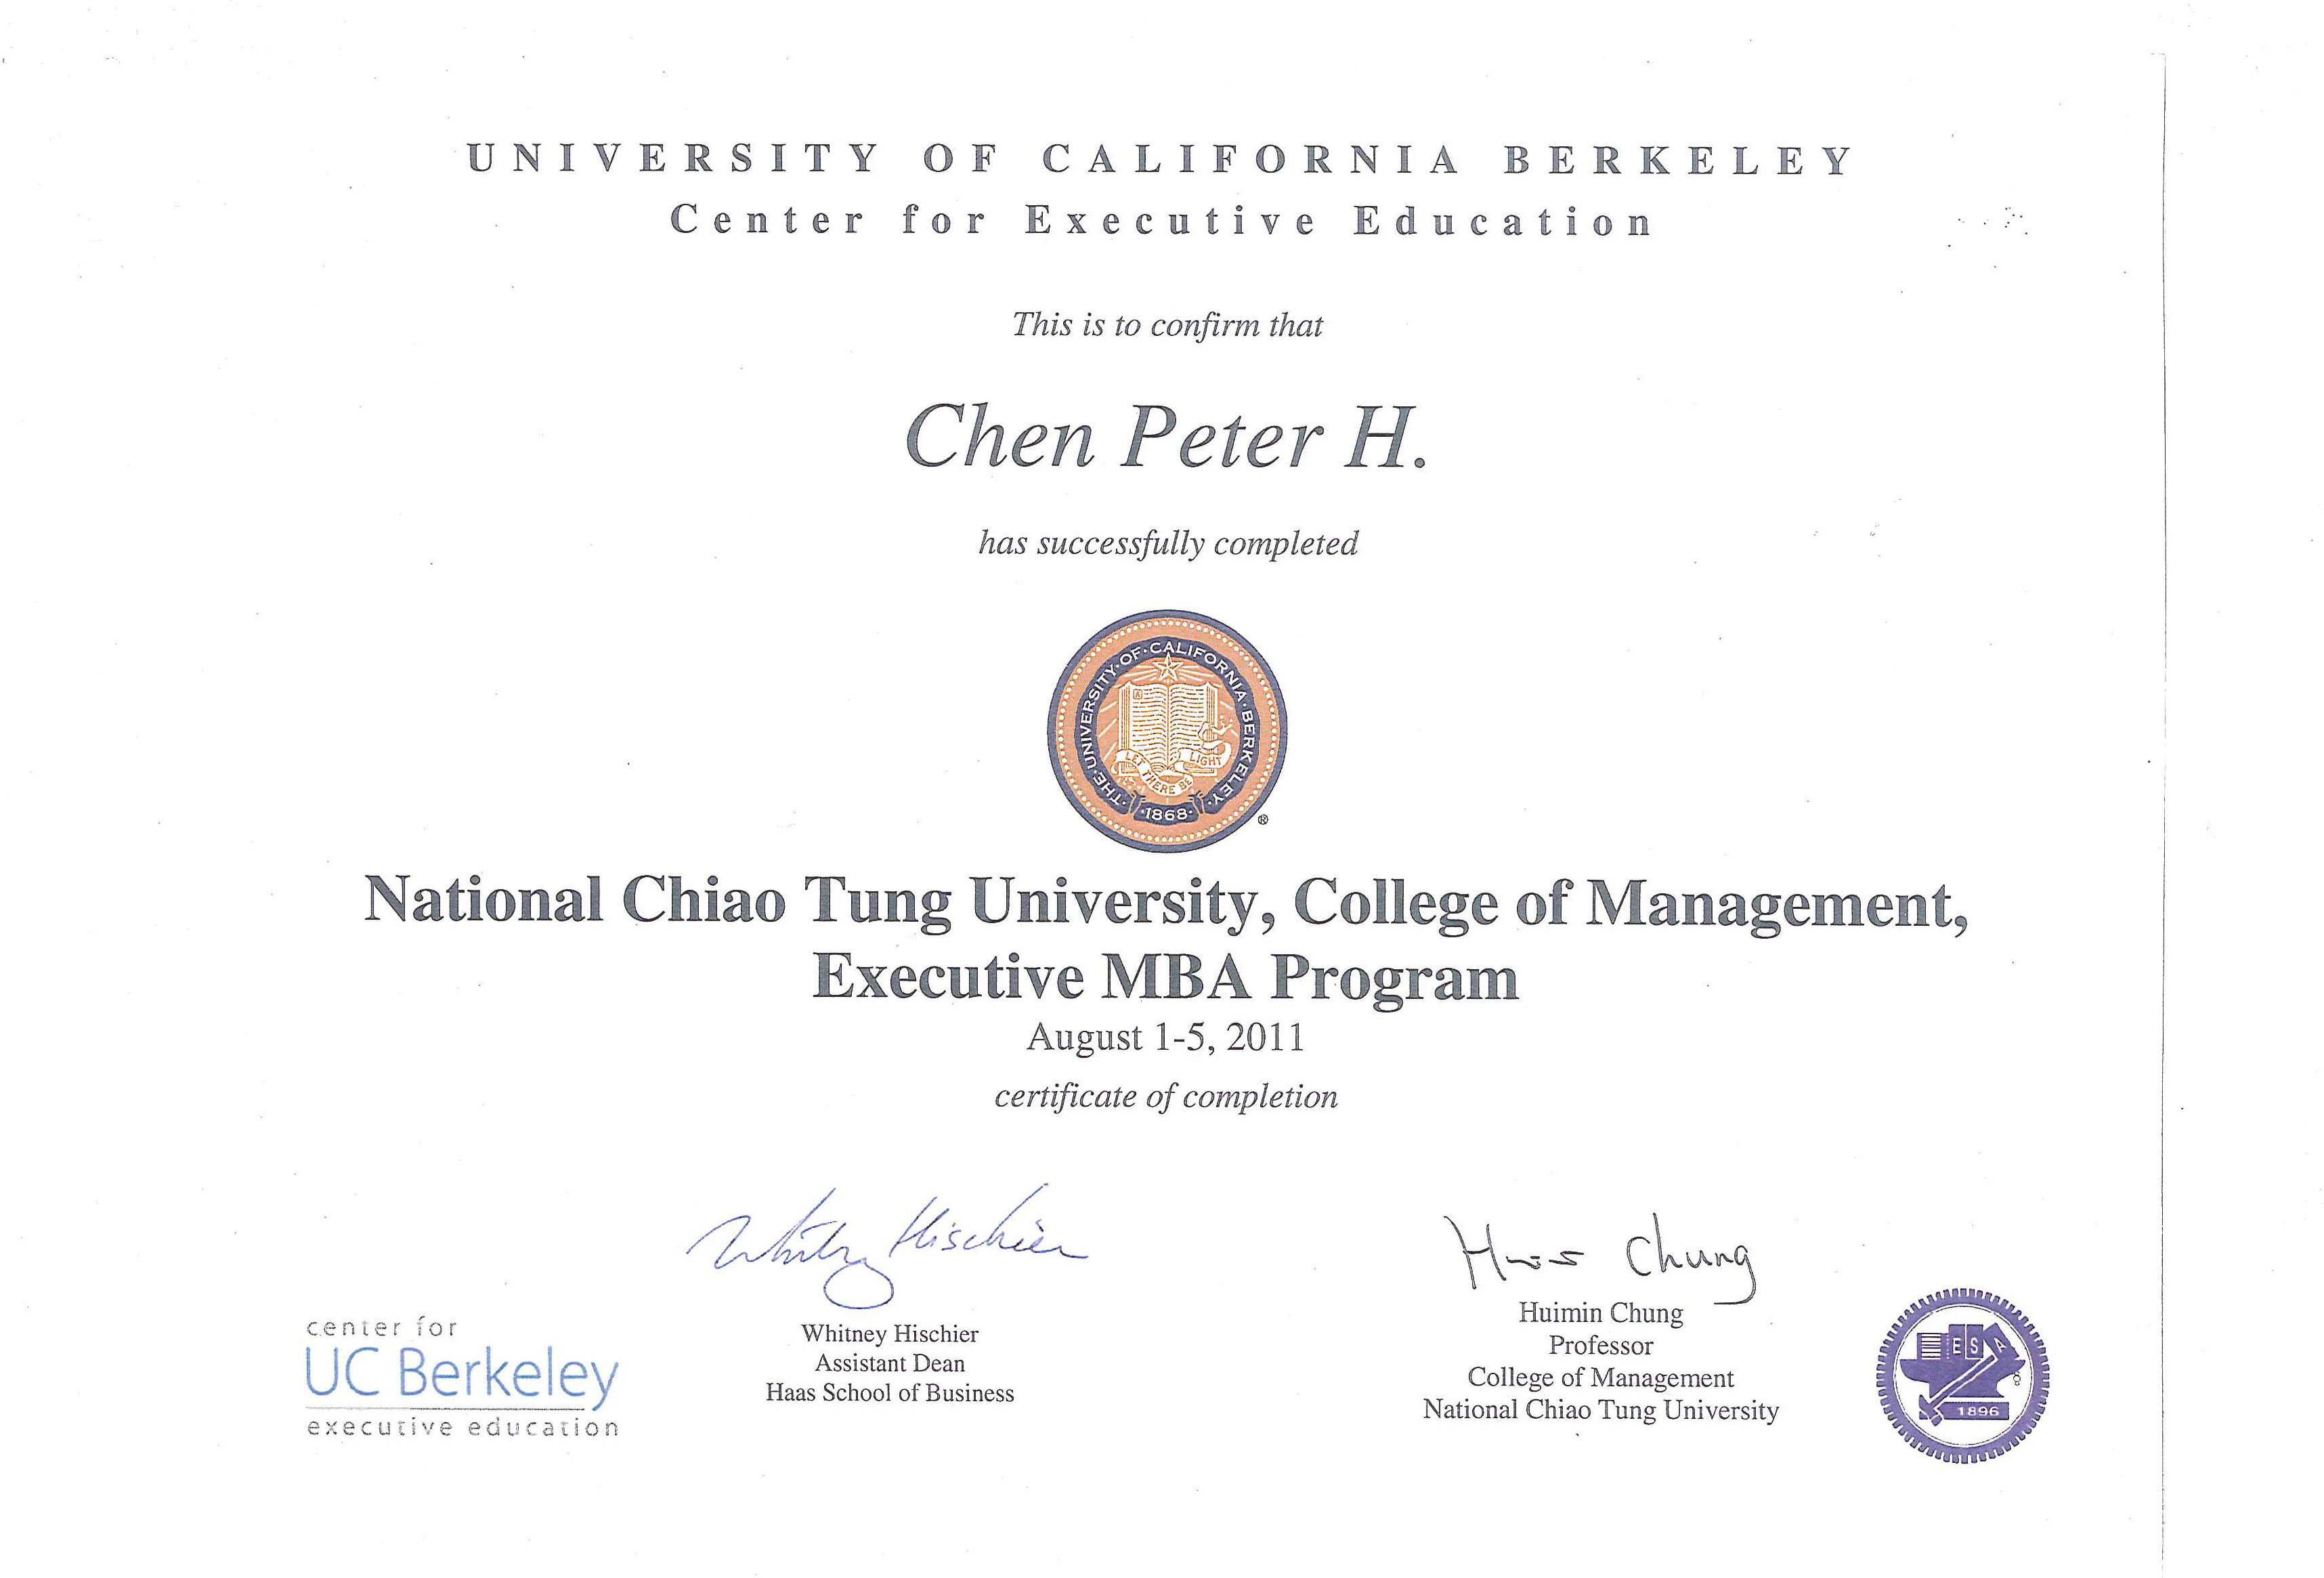 UNIVERSITY OF CALIFORNIA BERKELEY
Center for Executive Education
This is to confirm that
Chen Peter H.
has successfully completed
THE·UNIVERSITY·OF·CALIFORNIA·BERKELEY·
A
LET THERE BE LIGHT
·1868·
®
National Chiao Tung University, College of Management,
Executive MBA Program
August 1-5, 2011
certificate of completion
Whitney Hischier
Chung
center for
UC Berkeley
executive education
Whitney Hischier
Assistant Dean
Haas School of Business
Huimin Chung
Professor
College of Management
National Chiao Tung University
E S A
1896